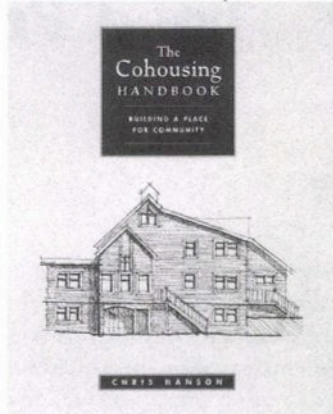 The
Cohousing
HANDBOOK
BUILDING A PLACE
FOR COMMUNITY
CHRIS HANSON